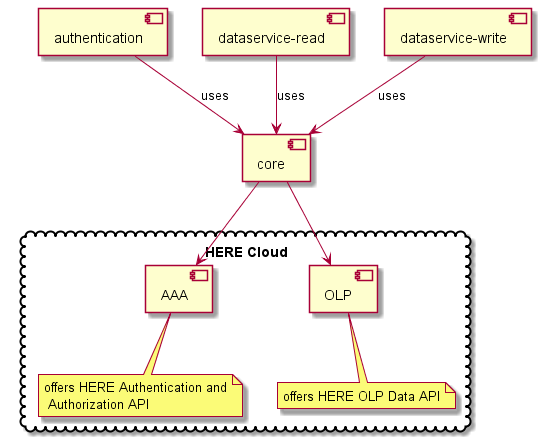 authentication
dataservice-read
dataservice-write
uses
uses
uses
core
HERE Cloud
AAA
OLP
offers HERE Authentication and
Authorization API
offers HERE OLP Data API